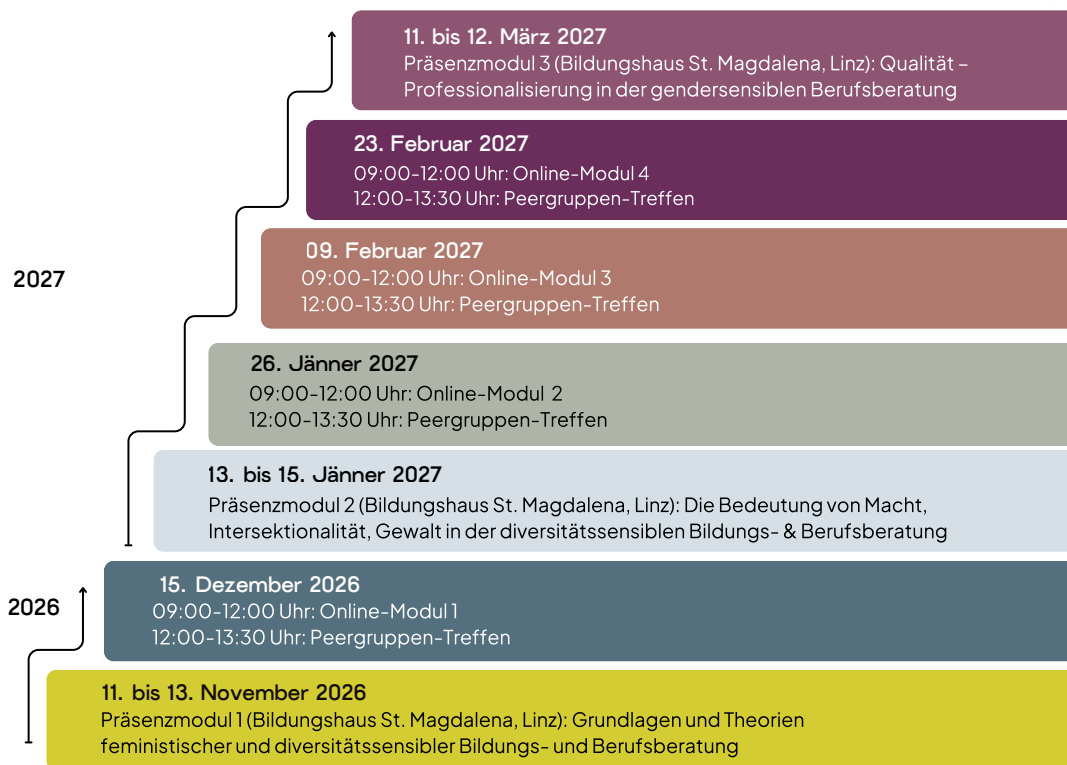 11. bis 12. März 2027
Präsenzmodul 3 (Bildungshaus St. Magdalena, Linz): Qualität –
Professionalisierung in der gendersensiblen Berufsberatung
23. Februar 2027
09:00-12:00 Uhr: Online-Modul 4
12:00-13:30 Uhr: Peergruppen-Treffen
2027
09. Februar 2027
09:00-12:00 Uhr: Online-Modul 3
12:00-13:30 Uhr: Peergruppen-Treffen
26. Jänner 2027
09:00-12:00 Uhr: Online-Modul 2
12:00-13:30 Uhr: Peergruppen-Treffen
13. bis 15. Jänner 2027
Präsenzmodul 2 (Bildungshaus St. Magdalena, Linz): Die Bedeutung von Macht,
Intersektionalität, Gewalt in der diversitätssensiblen Bildungs- & Berufsberatung
2026
15. Dezember 2026
09:00-12:00 Uhr: Online-Modul 1
12:00-13:30 Uhr: Peergruppen-Treffen
11. bis 13. November 2026
Präsenzmodul 1 (Bildungshaus St. Magdalena, Linz): Grundlagen und Theorien
feministischer und diversitätssensibler Bildungs- und Berufsberatung